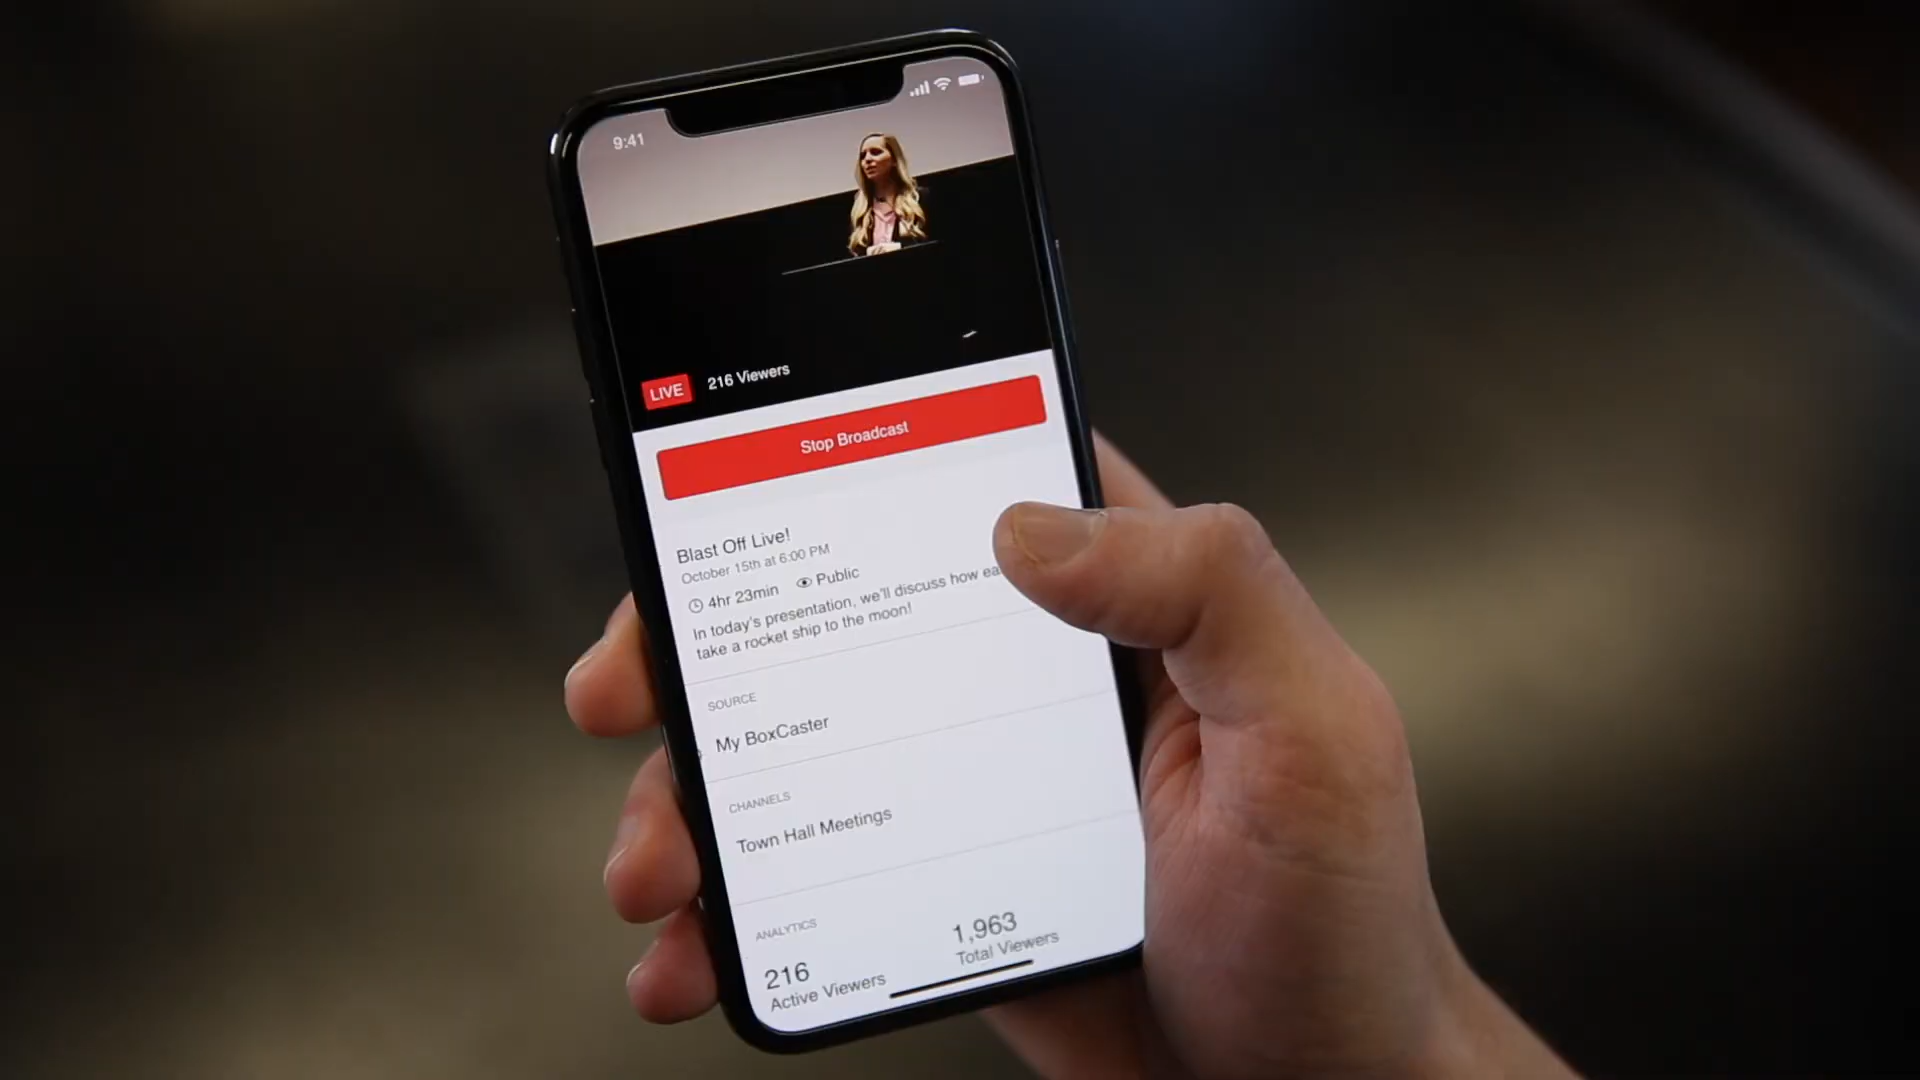 9:41
LIVE 216 Viewers
Stop Broadcast
Blast Off Live!
October 15th at 6:00 PM
4hr 23min Public
In today's presentation, we'll discuss how
take a rocket ship to the moon!
SOURCE
My BoxCaster
CHANNELS
Town Hall Meetings
ANALYTICS
216
Active Viewers
1,963
Total Viewers